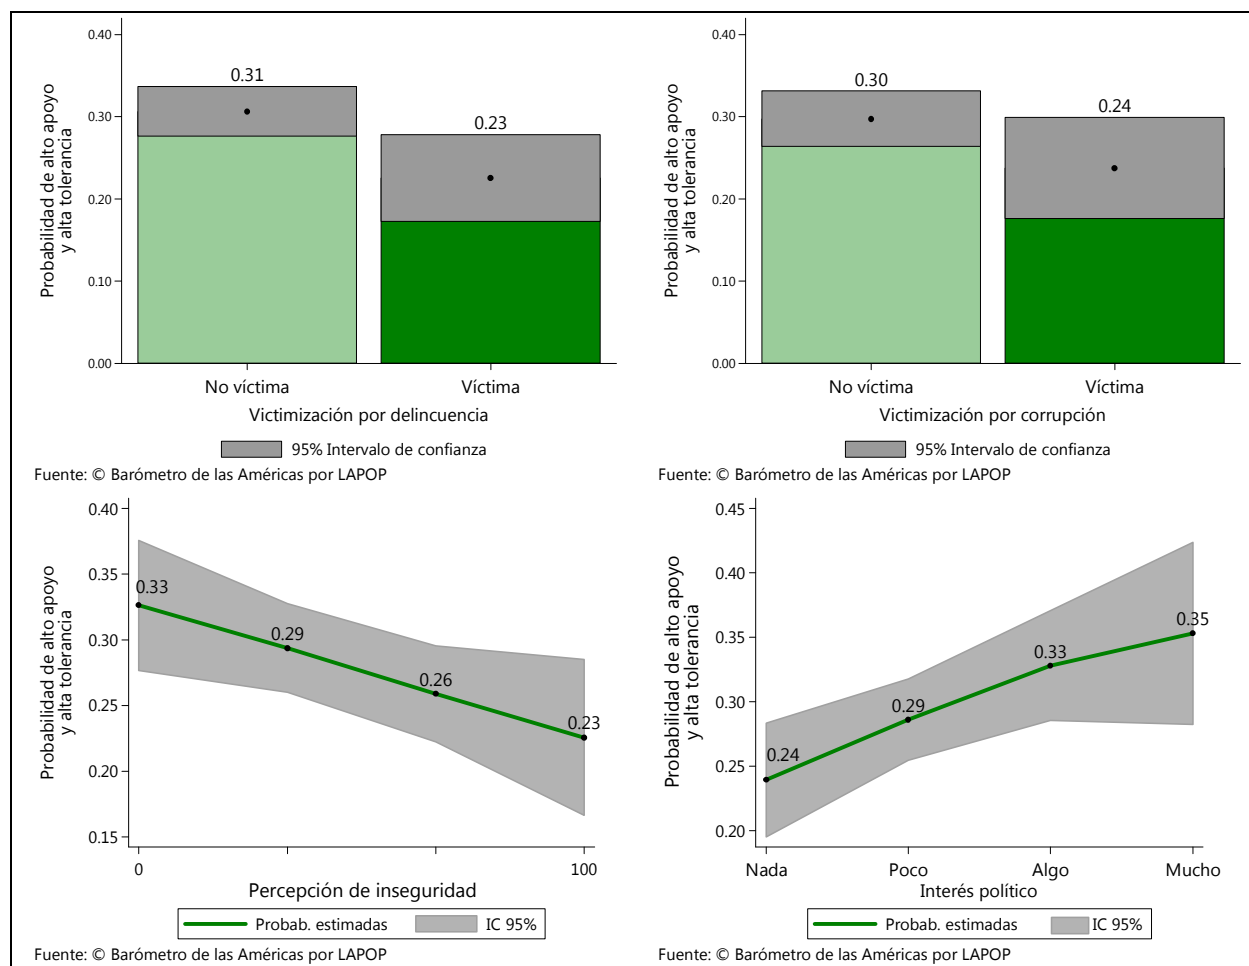 Probabilidad de alto apoyo
y alta tolerancia
0.40
0.30
0.20
0.10
0.00
0.31
0.23
No víctima
Víctima
Victimización por delincuencia
95% Intervalo de confianza
Fuente: © Barómetro de las Américas por LAPOP
Probabilidad de alto apoyo
y alta tolerancia
0.40
0.30
0.20
0.10
0.00
0.30
0.24
No víctima
Víctima
Victimización por corrupción
95% Intervalo de confianza
Fuente: © Barómetro de las Américas por LAPOP
Probabilidad de alto apoyo
y alta tolerancia
0.40
0.35
0.30
0.25
0.20
0.15
0.33
0.29
0.26
0.23
0
100
Percepción de inseguridad
Probab. estimadas
IC 95%
Fuente: © Barómetro de las Américas por LAPOP
Probabilidad de alto apoyo
y alta tolerancia
0.45
0.40
0.35
0.30
0.25
0.20
0.24
0.29
0.33
0.35
Nada
Poco
Algo
Mucho
Interés político
Probab. estimadas
IC 95%
Fuente: © Barómetro de las Américas por LAPOP